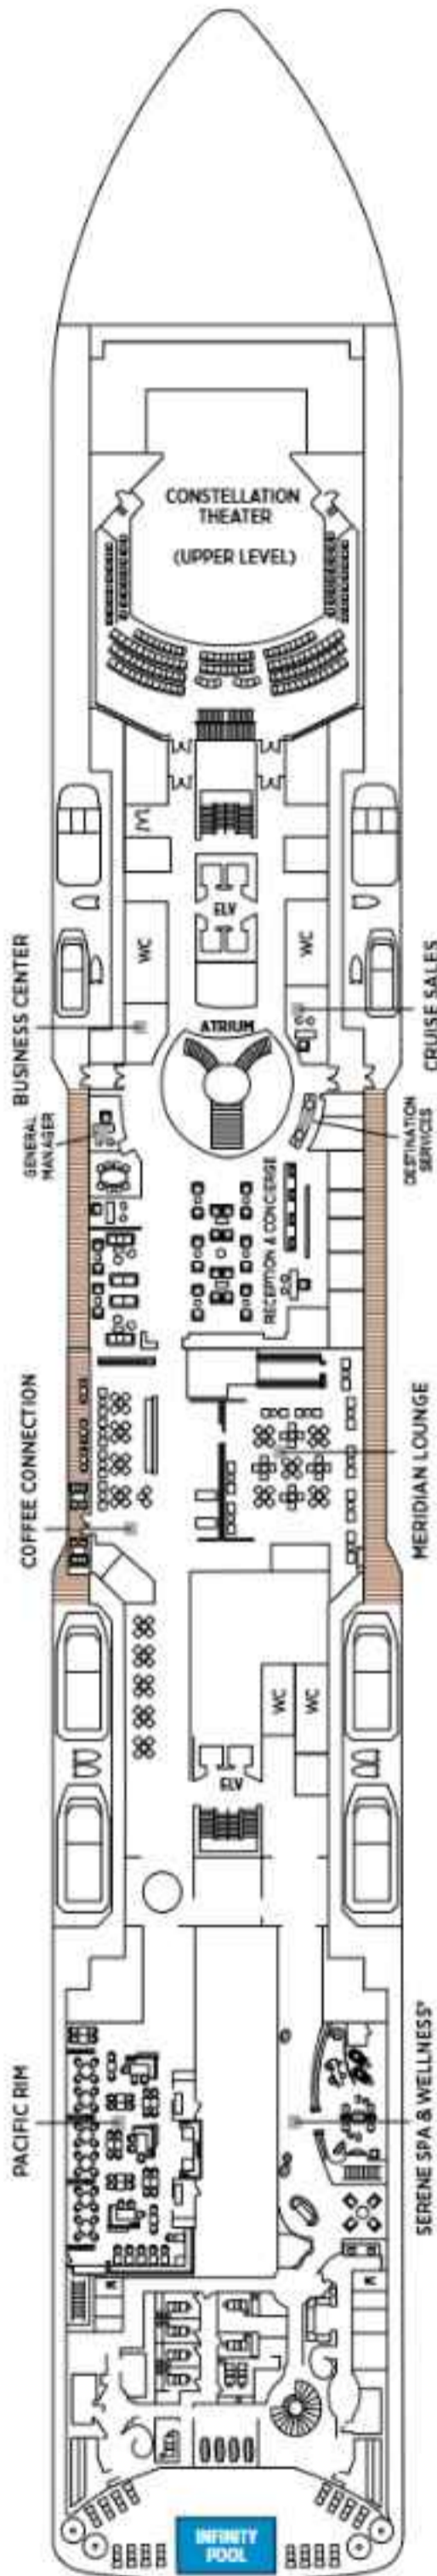 CONSTELLATION
THEATER
(UPPER LEVEL)
ELV
WC
WC
BUSINESS CENTER
CRUISE SALES
ATRIUM
GENERAL
MANAGER
DESTINATION
SERVICES
RECEPTION & CONCIERGE
COFFEE CONNECTION
MERIDIAN LOUNGE
WC
WC
ELV
PACIFIC RIM
SERENE SPA & WELLNESS®
INFINITY
POOL